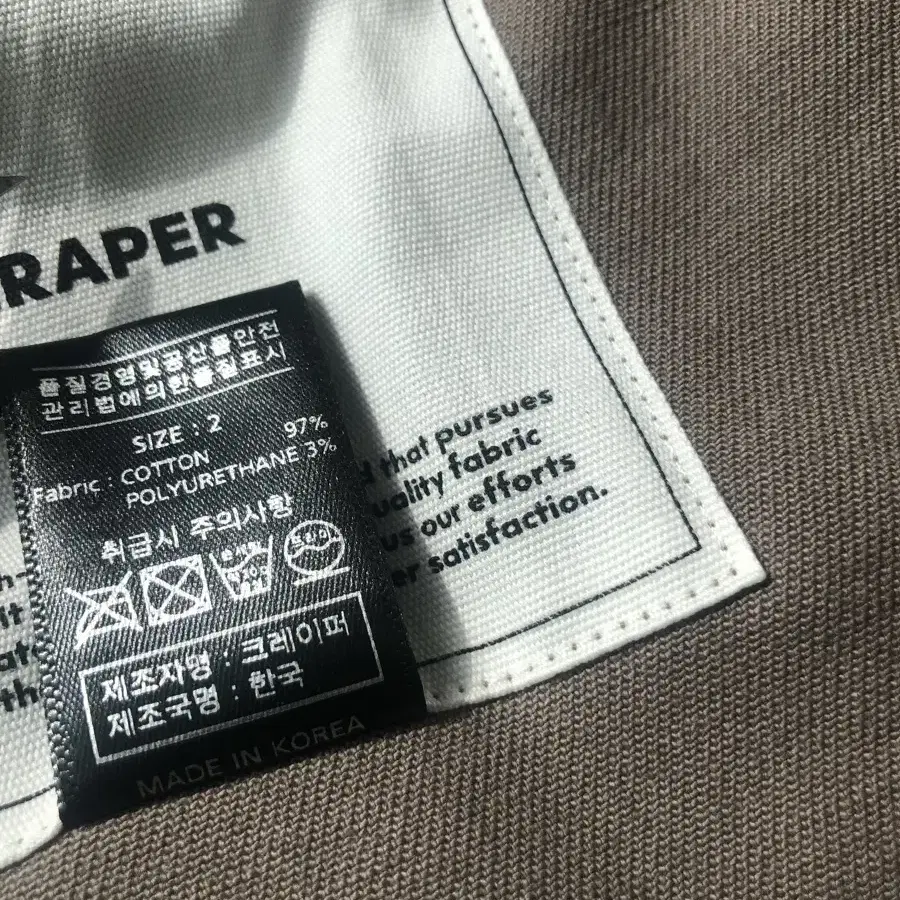 RAPER
품질경영및공산품안전
관리법에의한품질표시
SIZE : 2
Fabric : COTTON 97%
POLYURETHANE 3%
취급시 주의사항
제조자명 : 크레이퍼
제조국명 : 한국
MADE IN KOREA
that pursues
uality fabric
us our efforts
er satisfaction.